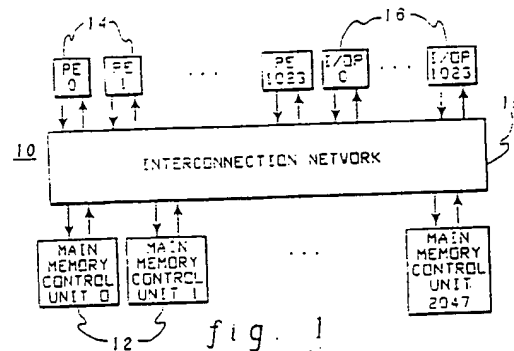 14
16
PE
0
PE
1
. . .
PE
1023
I/OP
0
. . .
I/OP
1023
10
INTERCONNECTION NETWORK
1
MAIN
MEMORY
CONTROL
UNIT 0
MAIN
MEMORY
CONTROL
UNIT 1
. . .
MAIN
MEMORY
CONTROL
UNIT
2047
12
fig. 1